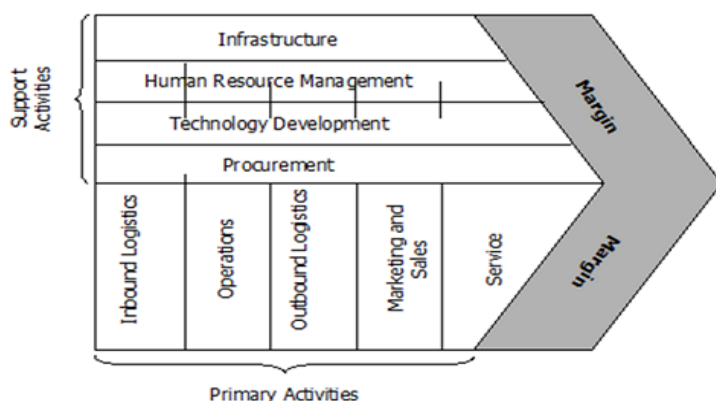 Support
Activities
Infrastructure
Human Resource Management
Technology Development
Procurement
Inbound Logistics
Operations
Outbound Logistics
Marketing and
Sales
Service
Margin
Margin
Primary Activities